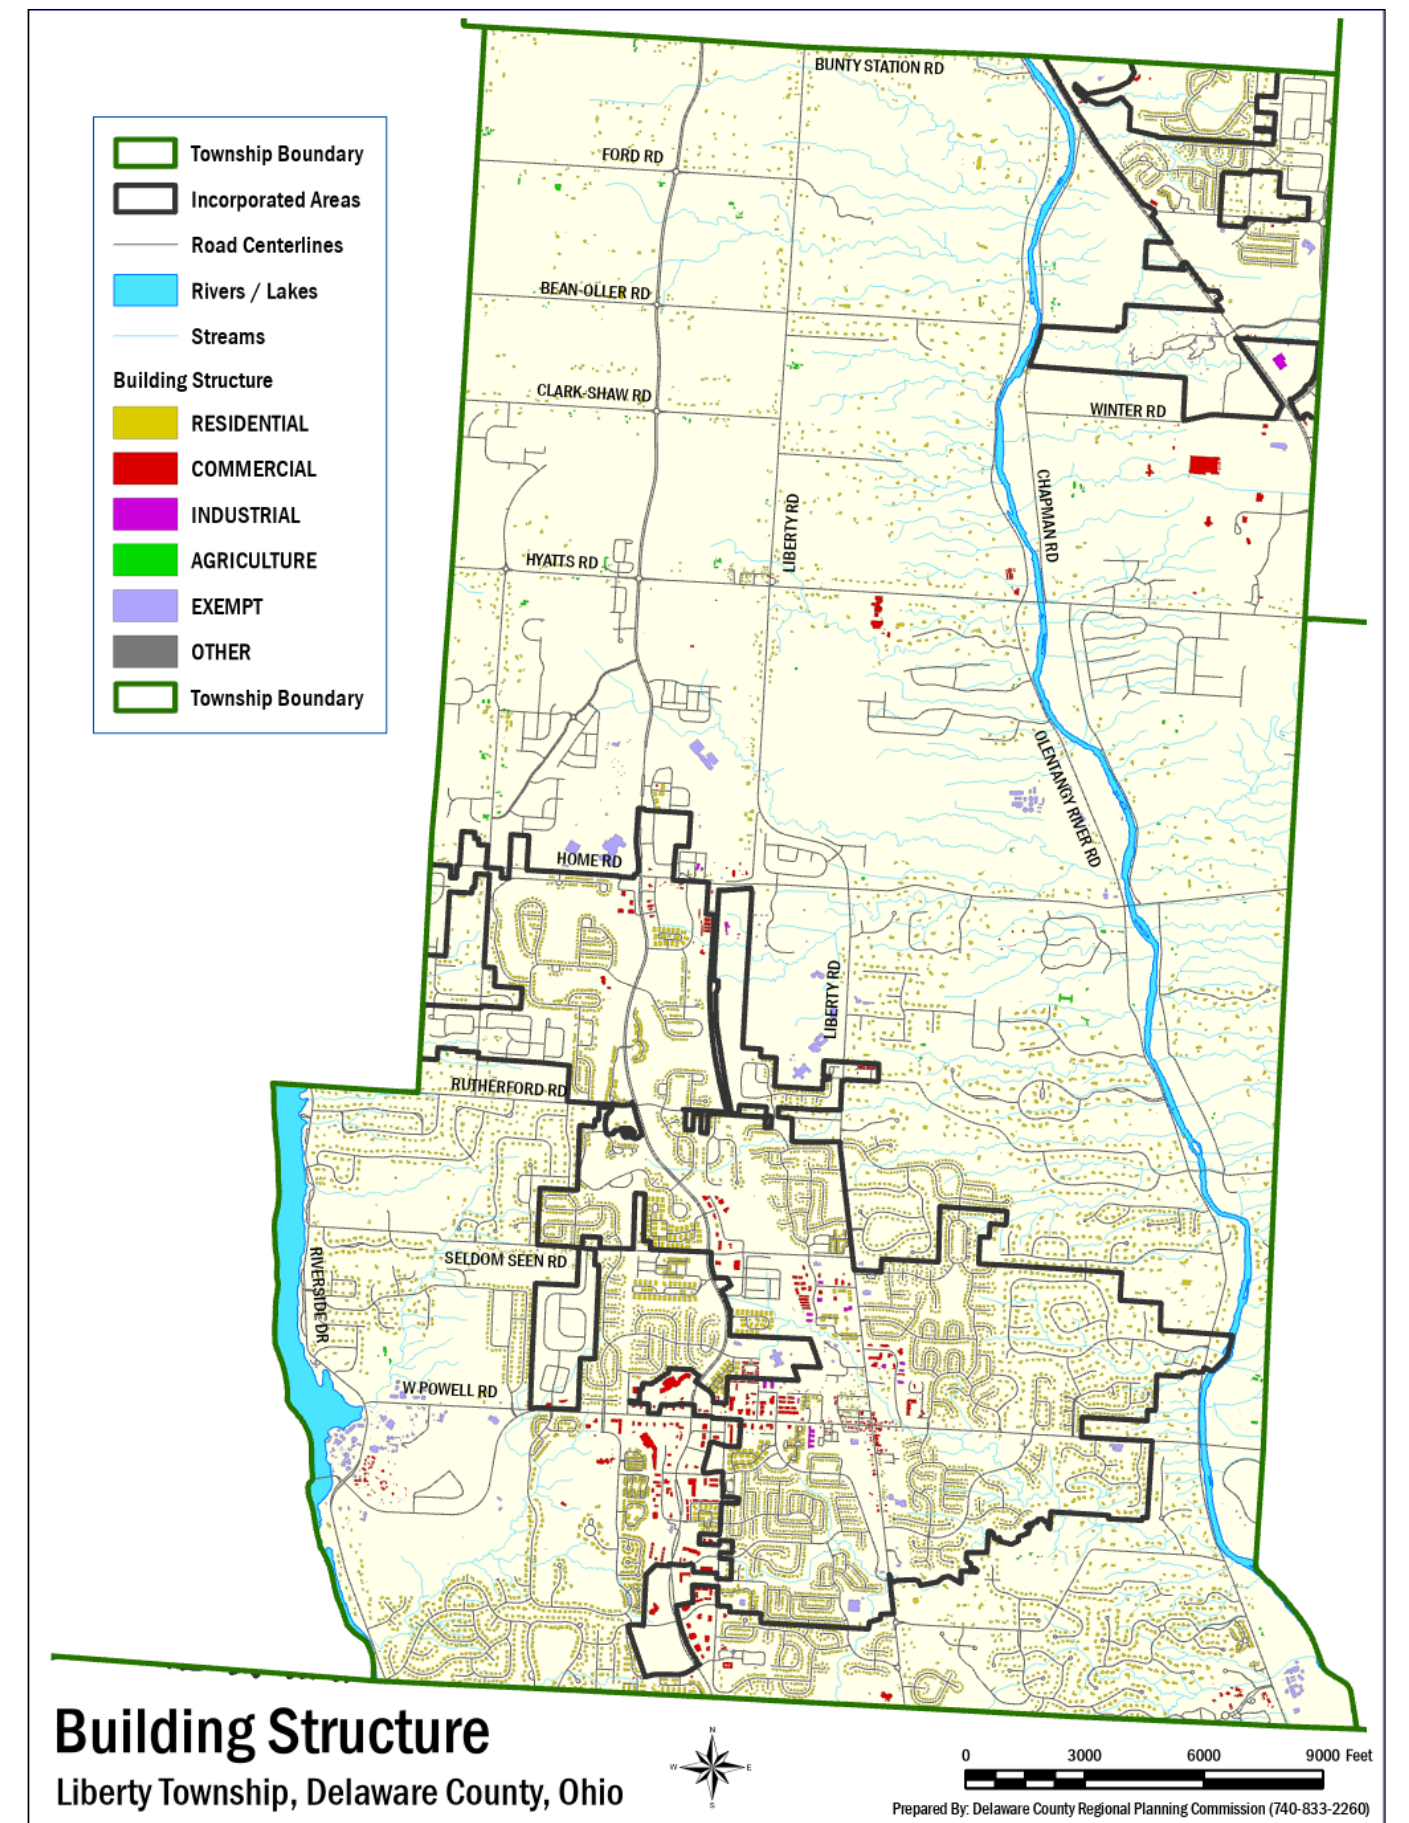 BUNTY STATION RD
Township Boundary
FORD RD
Incorporated Areas
Road Centerlines
Rivers / Lakes
BEAN-OLLER RD
Streams
Building Structure
CLARK-SHAW RD
WINTER RD
RESIDENTIAL
COMMERCIAL
CHAPMAN RD
INDUSTRIAL
LIBERTY RD
AGRICULTURE
HYATTS RD
EXEMPT
OTHER
Township Boundary
OLENTANGY RIVER RD
HOME RD
LIBERTY RD
RUTHERFORD RD
SELDOM SEEN RD
RIVERSIDE DR
W POWELL RD
Building Structure
Liberty Township, Delaware County, Ohio
N
W E
S
0 3000 6000 9000 Feet
Prepared By: Delaware County Regional Planning Commission (740-833-2260)